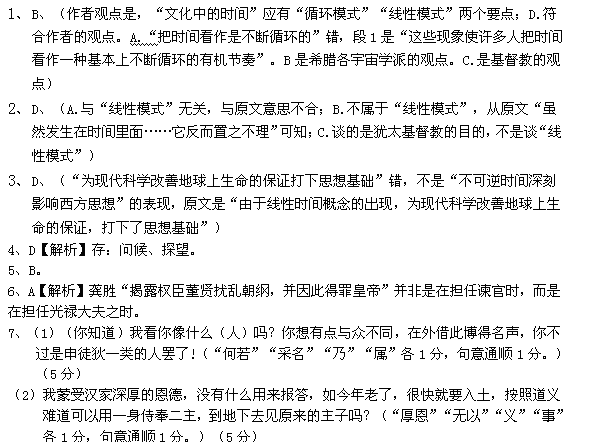 1、B、（作者观点是，“文化中的时间”应有“循环模式”“线性模式”两个要点；D.符
合作者的观点。A.“把时间看作是不断循环的”错，段1是“这些现象使许多人把时间
看作一种基本上不断循环的有机节奏”。B是希腊各宇宙学派的观点。C.是基督教的观
点）
2、D、（A.与“线性模式”无关，与原文意思不合；B.不属于“线性模式”，从原文“虽
然发生在时间里面……它反而置之不理”可知；C.谈的是犹太基督教的目的，不是谈“线
性模式”）
3、D、（“为现代科学改善地球上生命的保证打下思想基础”错，不是“不可逆时间深刻
影响西方思想”的表现，原文是“由于线性时间概念的出现，为现代科学改善地球上生
命的保证，打下了思想基础”）
4、D【解析】存：问候、探望。
5、B。
6、A【解析】龚胜“揭露权臣董贤扰乱朝纲，并因此得罪皇帝”并非是在担任谏官时，而是
在担任光禄大夫之时。
7、（1）（你知道）我看你像什么（人）吗？你想有点与众不同，在外借此博得名声，你不
过是申徒狄一类的人罢了！（“何若”“采名”“乃”“属”各1分，句意通顺1分。）
（5分）
（2）我蒙受汉家深厚的恩德，没有什么用来报答，如今年老了，很快就要入土，按照道义
难道可以用一身侍奉二主，到地下去见原来的主子吗？（“厚恩”“无以”“义”“事”
各1分，句意通顺1分。）（5分）